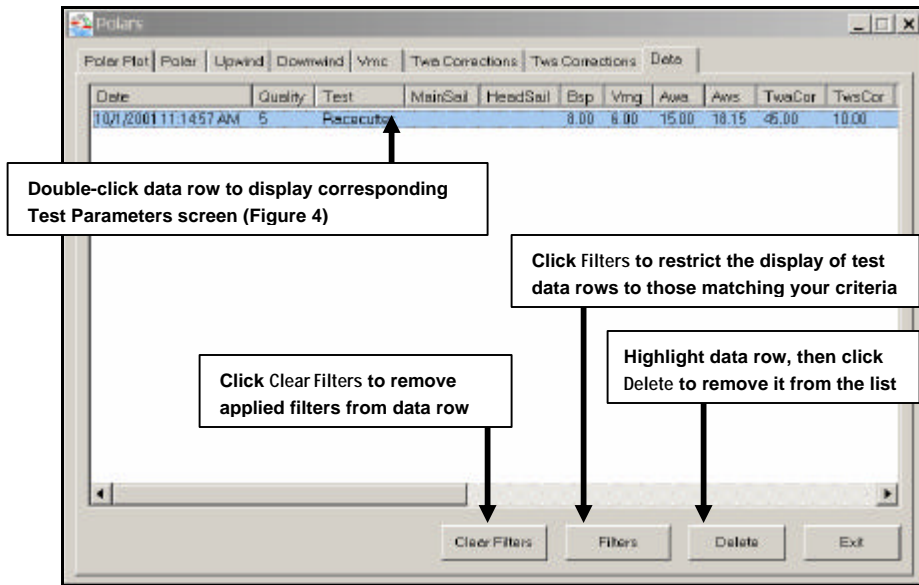 Polars
Polar Plot Polar Upwind Downwind Vmc Twa Corrections Tws Corrections Data
Date Quality Test MainSail HeadSail Bsp Vmg Awa Aws TwaCor TwsCor
10/1/2001 11:14:57 AM 5 Racecutter 8.00 6.00 15.00 18.15 45.00 10.00
Double-click data row to display corresponding
Test Parameters screen (Figure 4)
Click Filters to restrict the display of test
data rows to those matching your criteria
Highlight data row, then click
Delete to remove it from the list
Click Clear Filters to remove
applied filters from data row
Clear Filters Filters Delete Exit